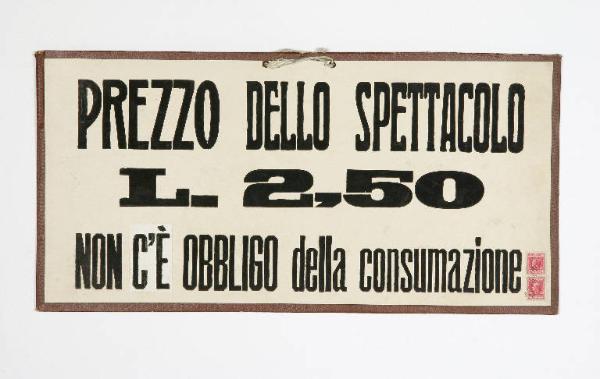 PREZZO DELLO SPETTACOLO
L. 2,50
NON C'È OBBLIGO della consumazione